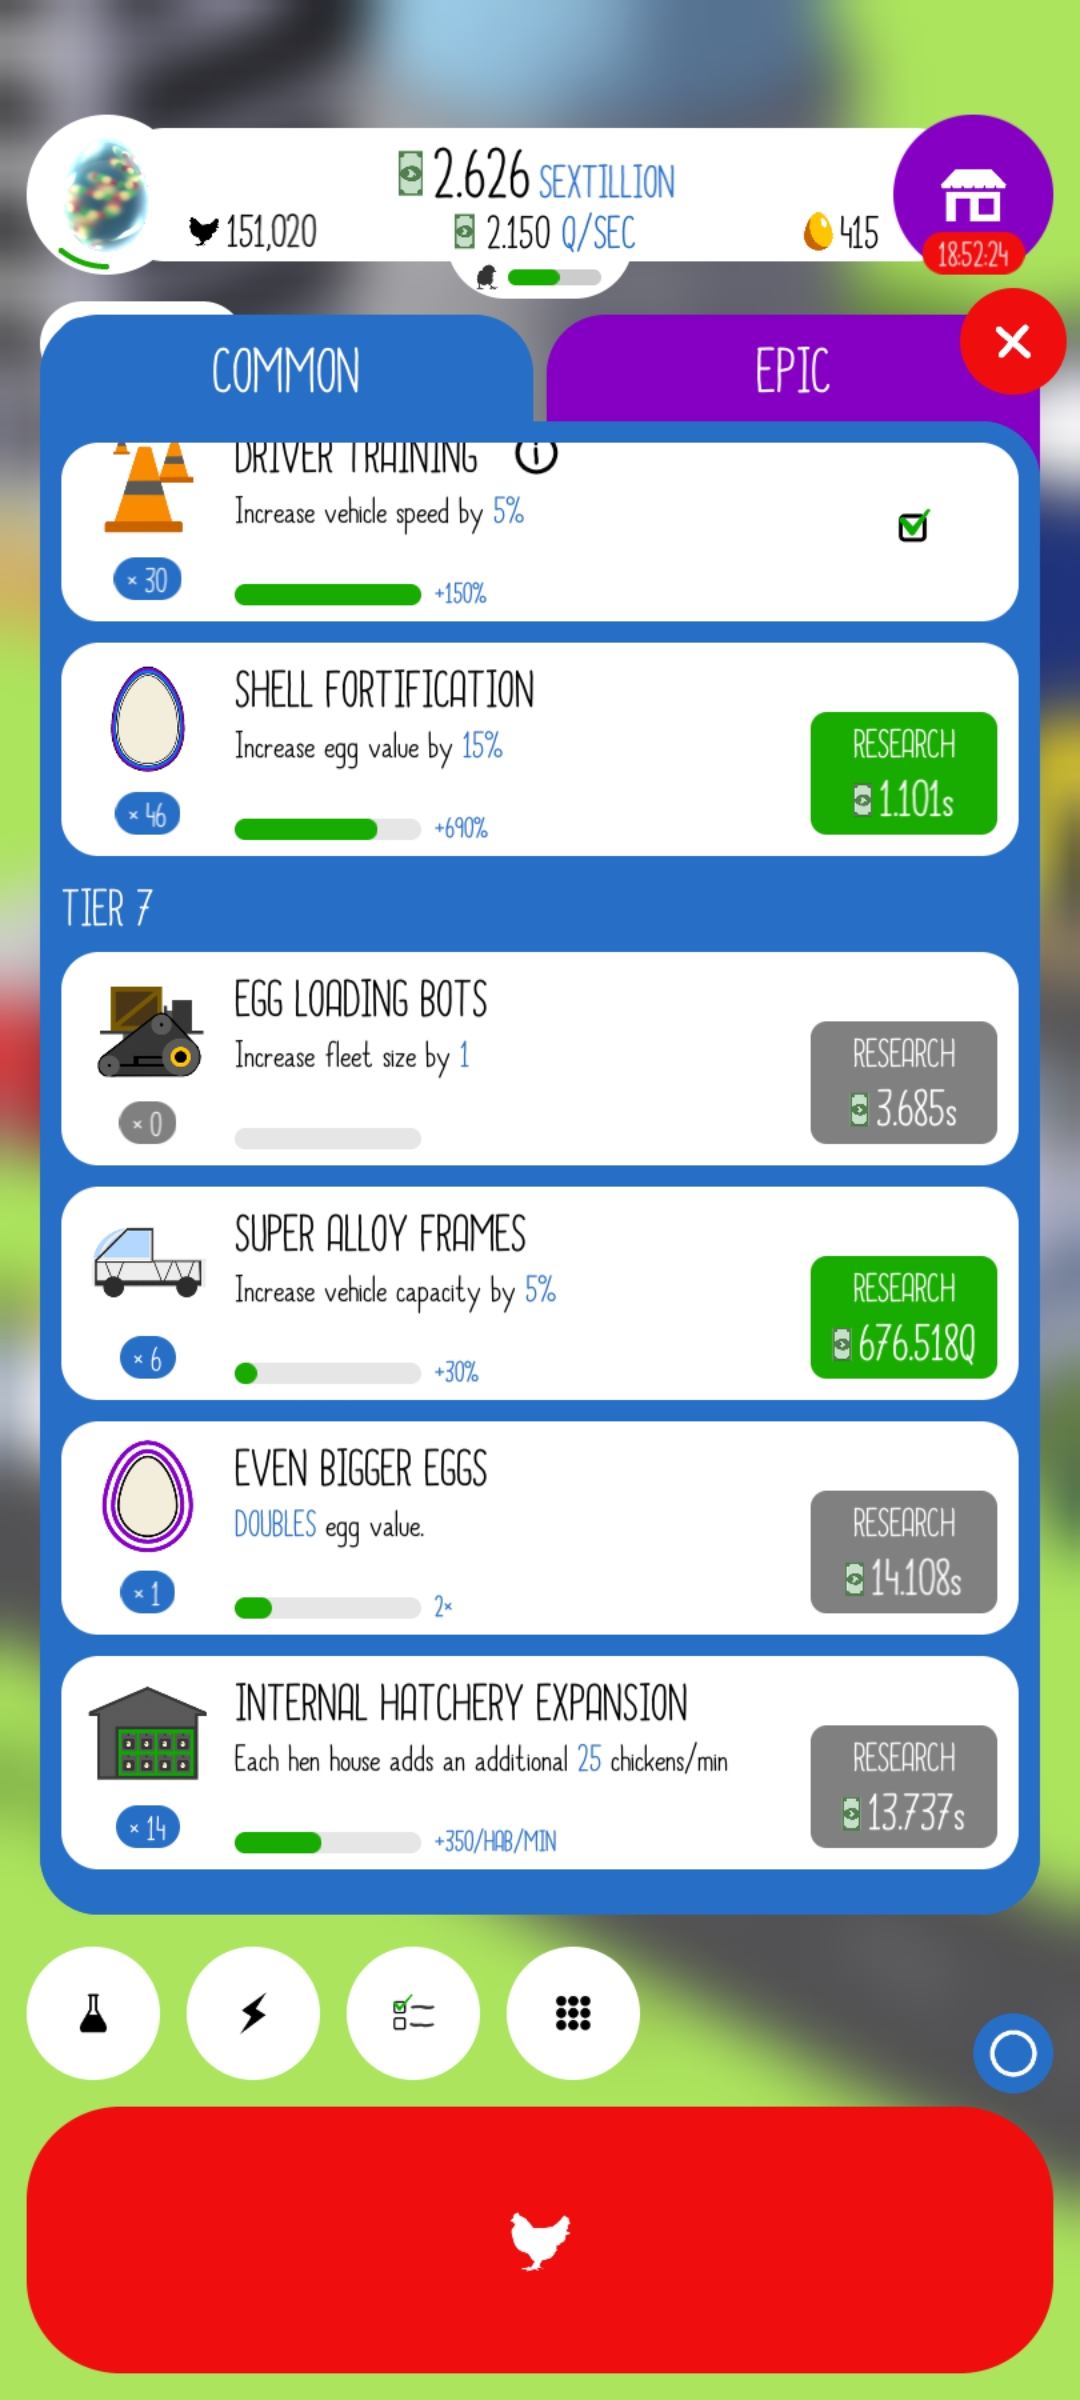 2.626 SEXTILLION
151,020
2.150 Q/SEC
415
18:52:24
COMMON
EPIC
DRIVER TRAINING
Increase vehicle speed by 5%
× 30
+150%
SHELL FORTIFICATION
Increase egg value by 15%
× 46
+690%
RESEARCH
1.101s
TIER 7
EGG LOADING BOTS
Increase fleet size by 1
× 0
RESEARCH
3.685s
SUPER ALLOY FRAMES
Increase vehicle capacity by 5%
× 6
+30%
RESEARCH
676.518Q
EVEN BIGGER EGGS
DOUBLES egg value.
× 1
2×
RESEARCH
14.108s
INTERNAL HATCHERY EXPANSION
Each hen house adds an additional 25 chickens/min
× 14
+350/HAB/MIN
RESEARCH
13.737s